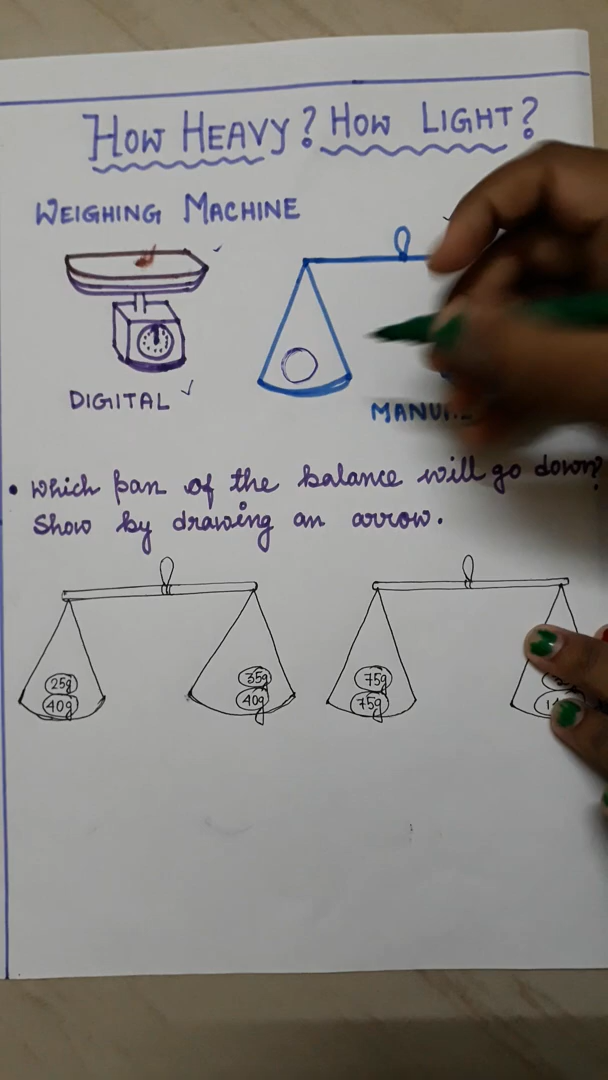 HOW HEAVY? HOW LIGHT?
WEIGHING MACHINE
DIGITAL
• Which pan of the balance will go down?
Show by drawing an arrow.
25g 35g 75g
40g 40g 75g